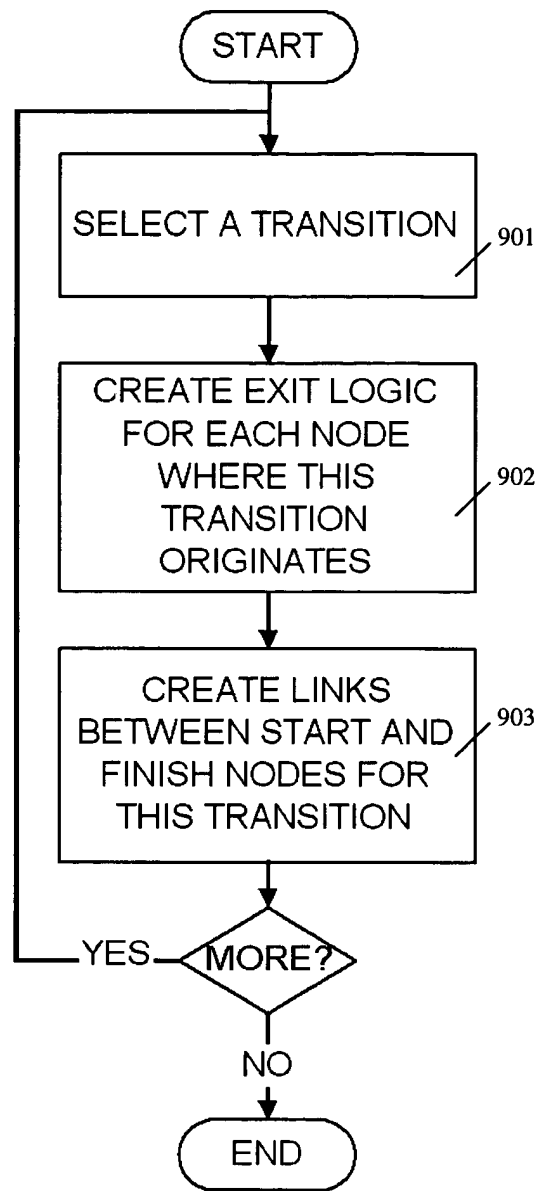 START
SELECT A TRANSITION
901
CREATE EXIT LOGIC
FOR EACH NODE
WHERE THIS
TRANSITION
ORIGINATES
902
CREATE LINKS
BETWEEN START AND
FINISH NODES FOR
THIS TRANSITION
903
YES
MORE?
NO
END